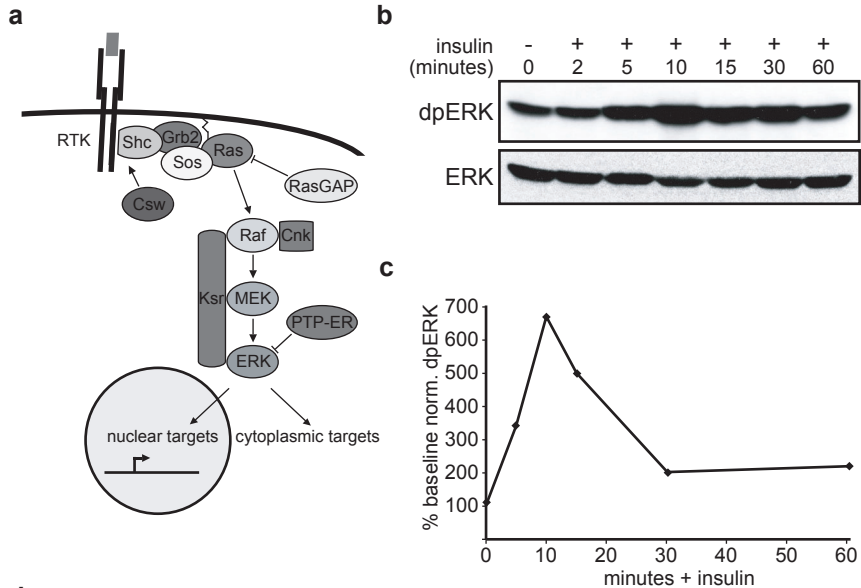 a
RTK
Shc
Grb2
Sos
Ras
RasGAP
Csw
Raf
Cnk
Ksr
MEK
PTP-ER
ERK
nuclear targets
cytoplasmic targets
b
insulin - + + + + + +
(minutes) 0 2 5 10 15 30 60
dpERK
ERK
c
% baseline norm. dpERK
700
600
500
400
300
200
100
0 10 20 30 40 50 60
minutes + insulin